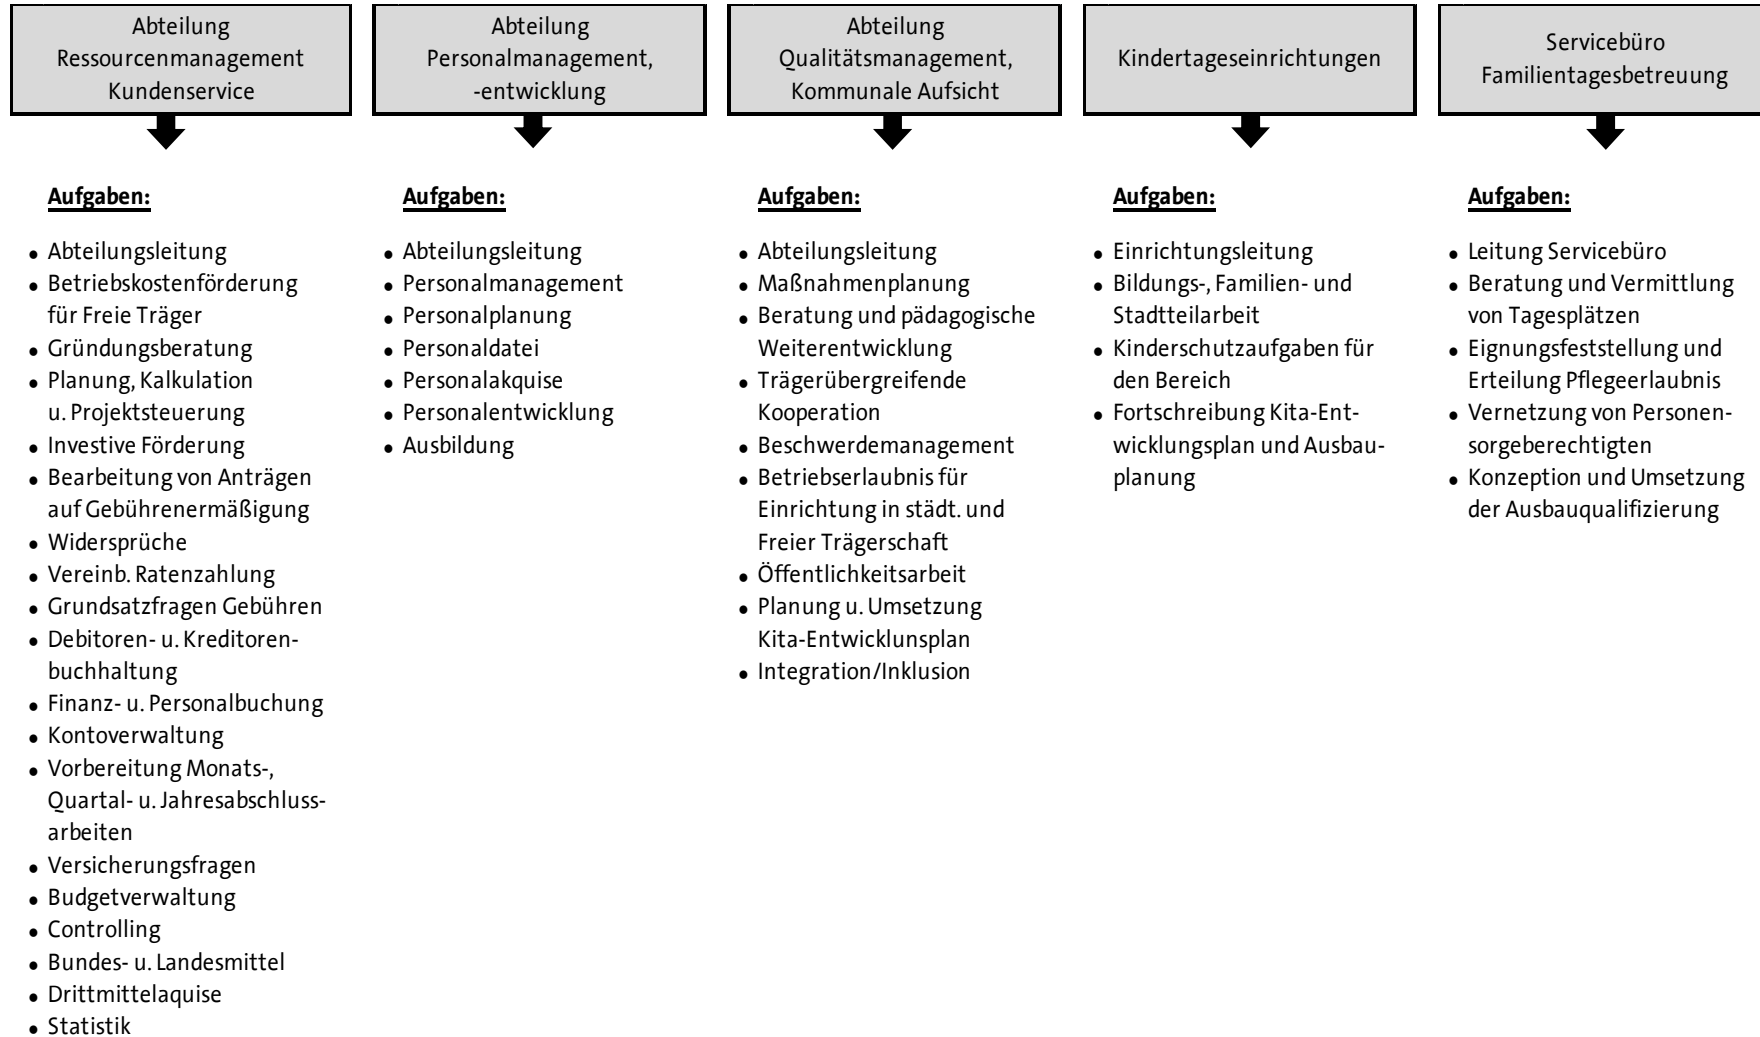 Abteilung
Ressourcenmanagement
Kundenservice
Aufgaben:
• Abteilungsleitung
• Betriebskostenförderung
für Freie Träger
• Gründungsberatung
• Planung, Kalkulation
u. Projektsteuerung
• Investive Förderung
• Bearbeitung von Anträgen
auf Gebührenermäßigung
• Widersprüche
• Vereinb. Ratenzahlung
• Grundsatzfragen Gebühren
• Debitoren- u. Kreditoren-
buchhaltung
• Finanz- u. Personalbuchung
• Kontoverwaltung
• Vorbereitung Monats-,
Quartal- u. Jahresabschluss-
arbeiten
• Versicherungsfragen
• Budgetverwaltung
• Controlling
• Bundes- u. Landesmittel
• Drittmittelaquise
• Statistik
Abteilung
Personalmanagement,
-entwicklung
Aufgaben:
• Abteilungsleitung
• Personalmanagement
• Personalplanung
• Personaldatei
• Personalakquise
• Personalentwicklung
• Ausbildung
Abteilung
Qualitätsmanagement,
Kommunale Aufsicht
Aufgaben:
• Abteilungsleitung
• Maßnahmenplanung
• Beratung und pädagogische
Weiterentwicklung
• Trägerübergreifende
Kooperation
• Beschwerdemanagement
• Betriebserlaubnis für
Einrichtung in städt. und
Freier Trägerschaft
• Öffentlichkeitsarbeit
• Planung u. Umsetzung
Kita-Entwicklunsplan
• Integration/Inklusion
Kindertageseinrichtungen
Aufgaben:
• Einrichtungsleitung
• Bildungs-, Familien- und
Stadtteilarbeit
• Kinderschutzaufgaben für
den Bereich
• Fortschreibung Kita-Ent-
wicklungsplan und Ausbau-
planung
Servicebüro
Familientagesbetreuung
Aufgaben:
• Leitung Servicebüro
• Beratung und Vermittlung
von Tagesplätzen
• Eignungsfeststellung und
Erteilung Pflegeerlaubnis
• Vernetzung von Personen-
sorgeberechtigten
• Konzeption und Umsetzung
der Ausbauqualifizierung